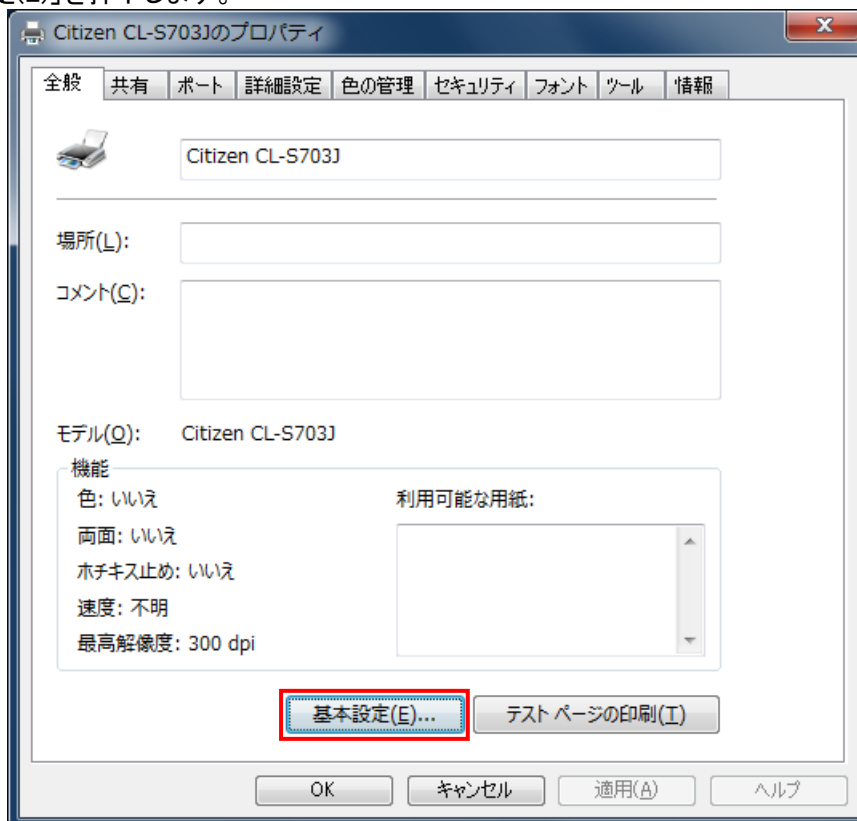 を押下します。
Citizen CL-S703Jのプロパティ
全般 共有 ポート 詳細設定 色の管理 セキュリティ フォント ツール 情報
Citizen CL-S703J
場所(L):
コメント(C):
モデル(O): Citizen CL-S703J
機能
色: いいえ 利用可能な用紙:
両面: いいえ
ホチキス止め: いいえ
速度: 不明
最高解像度: 300 dpi
基本設定(E)... テスト ページの印刷(T)
OK キャンセル 適用(A) ヘルプ